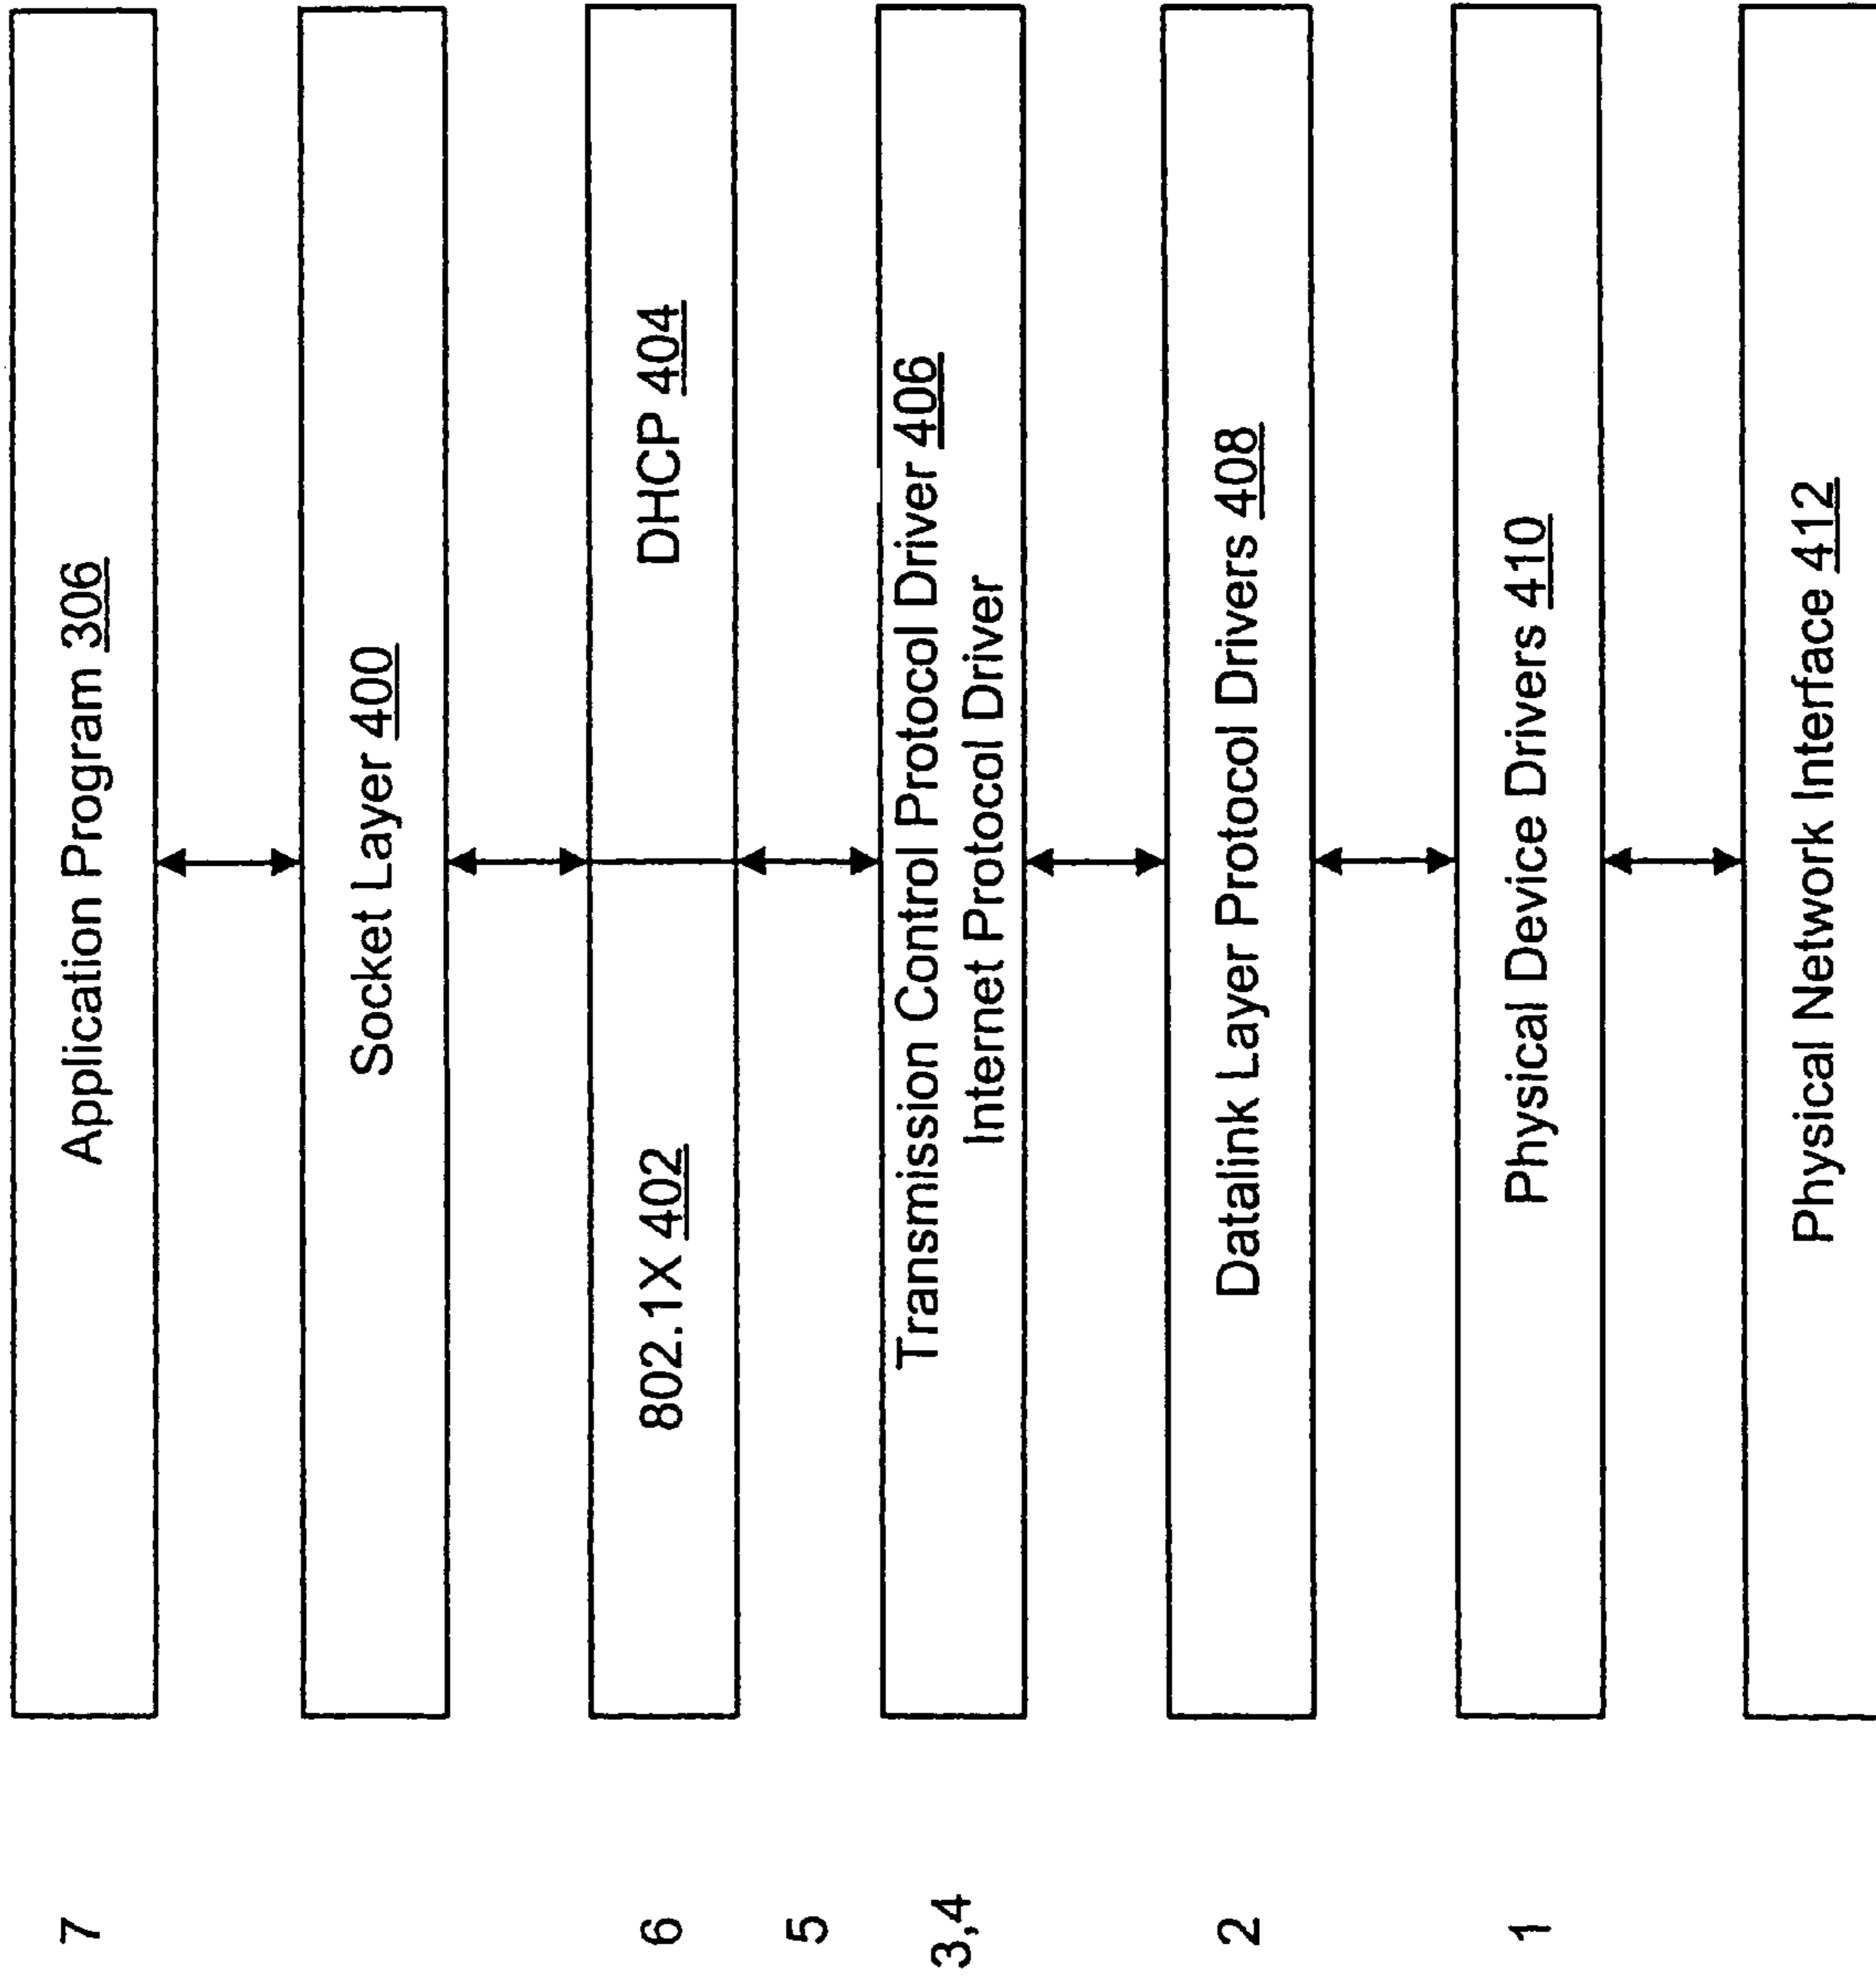 7
Application Program 306
Socket Layer 400
6
802.1X 402
DHCP 404
5
3,4
Transmission Control Protocol Driver 406
Internet Protocol Driver
2
Datalink Layer Protocol Drivers 408
1
Physical Device Drivers 410
Physical Network Interface 412